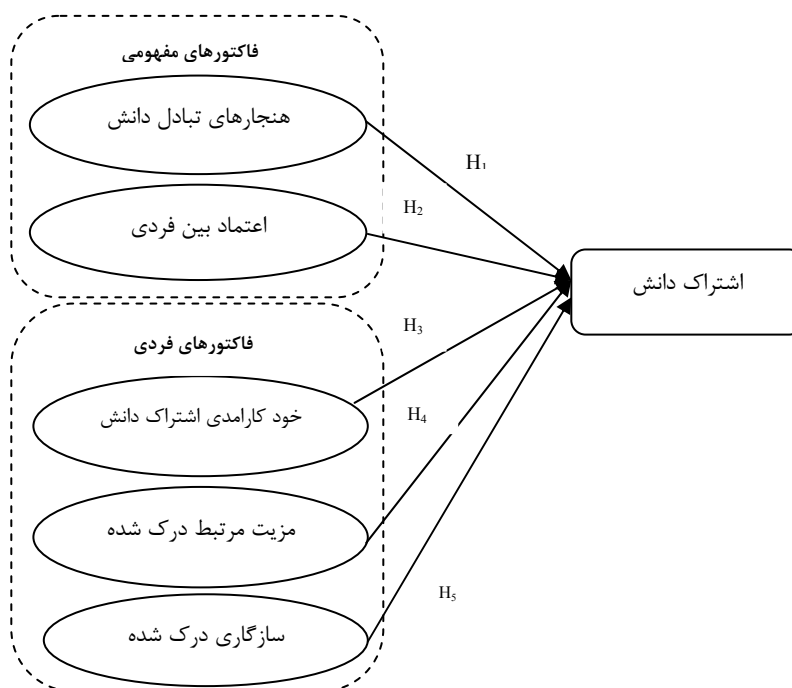 فاکتورهای مفهومی
هنجارهای تبادل دانش
H1
اعتماد بین فردی
H2
اشتراک دانش
فاکتورهای فردی
H3
خود کارامدی اشتراک دانش
H4
مزیت مرتبط درک شده
H5
سازگاری درک شده